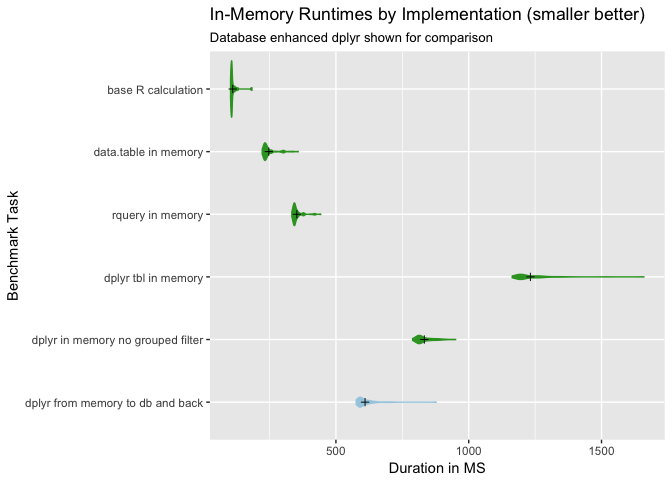 In-Memory Runtimes by Implementation (smaller better)
Database enhanced dplyr shown for comparison
Benchmark Task
base R calculation
data.table in memory
rquery in memory
dplyr tbl in memory
dplyr in memory no grouped filter
dplyr from memory to db and back
500 1000 1500
Duration in MS